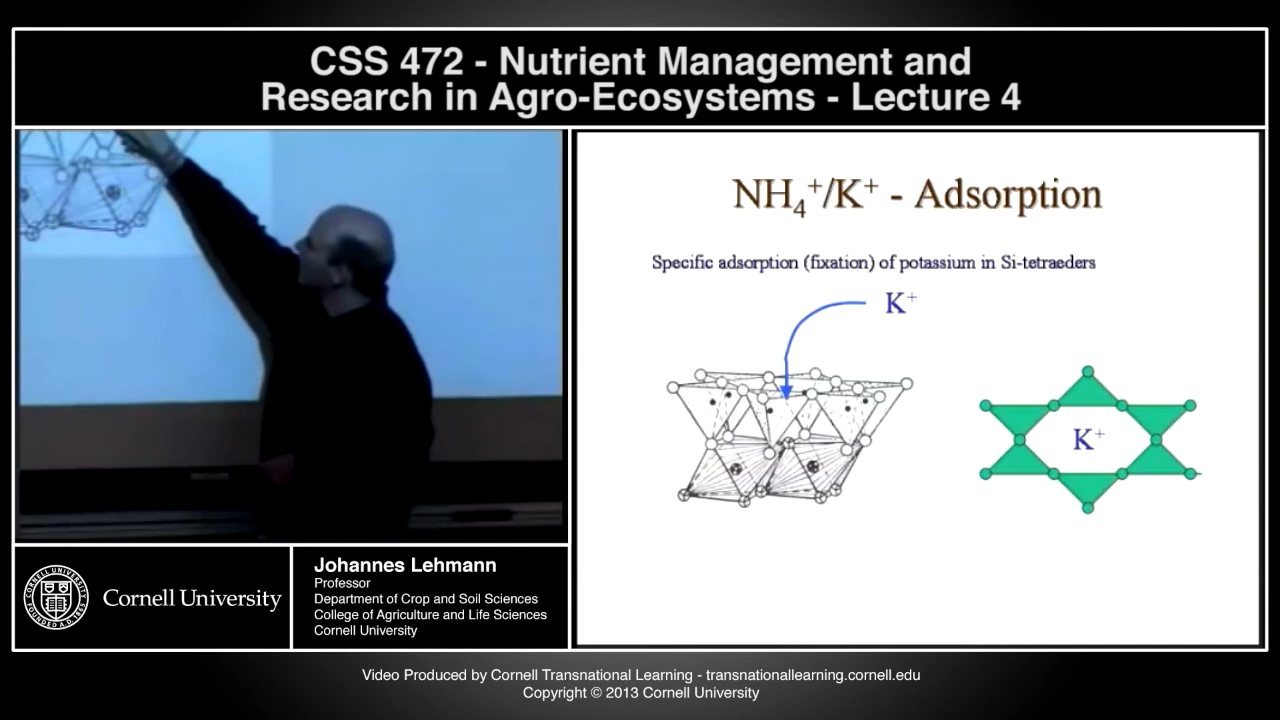 CSS 472 - Nutrient Management and
Research in Agro-Ecosystems - Lecture 4
NH₄⁺/K⁺ - Adsorption
Specific adsorption (fixation) of potassium in Si-tetraeders
K⁺
K⁺
Cornell University
Johannes Lehmann
Professor
Department of Crop and Soil Sciences
College of Agriculture and Life Sciences
Cornell University
Video Produced by Cornell Transnational Learning - transnationallearning.cornell.edu
Copyright © 2013 Cornell University